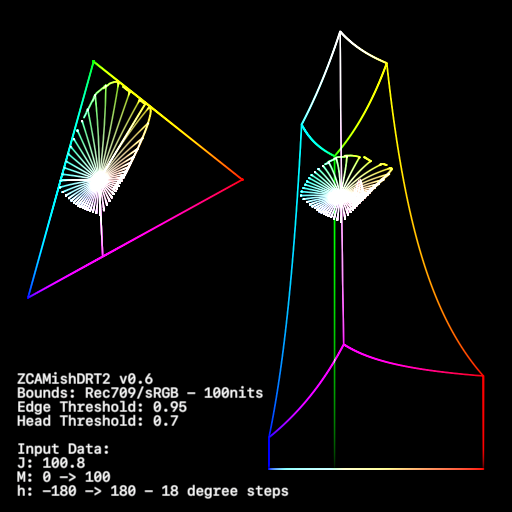 ZCAMishDRT2 v0.6
Bounds: Rec709/sRGB - 100nits
Edge Threshold: 0.95
Head Threshold: 0.7
Input Data:
J: 100.8
M: 0 -> 100
h: -180 -> 180 - 18 degree steps